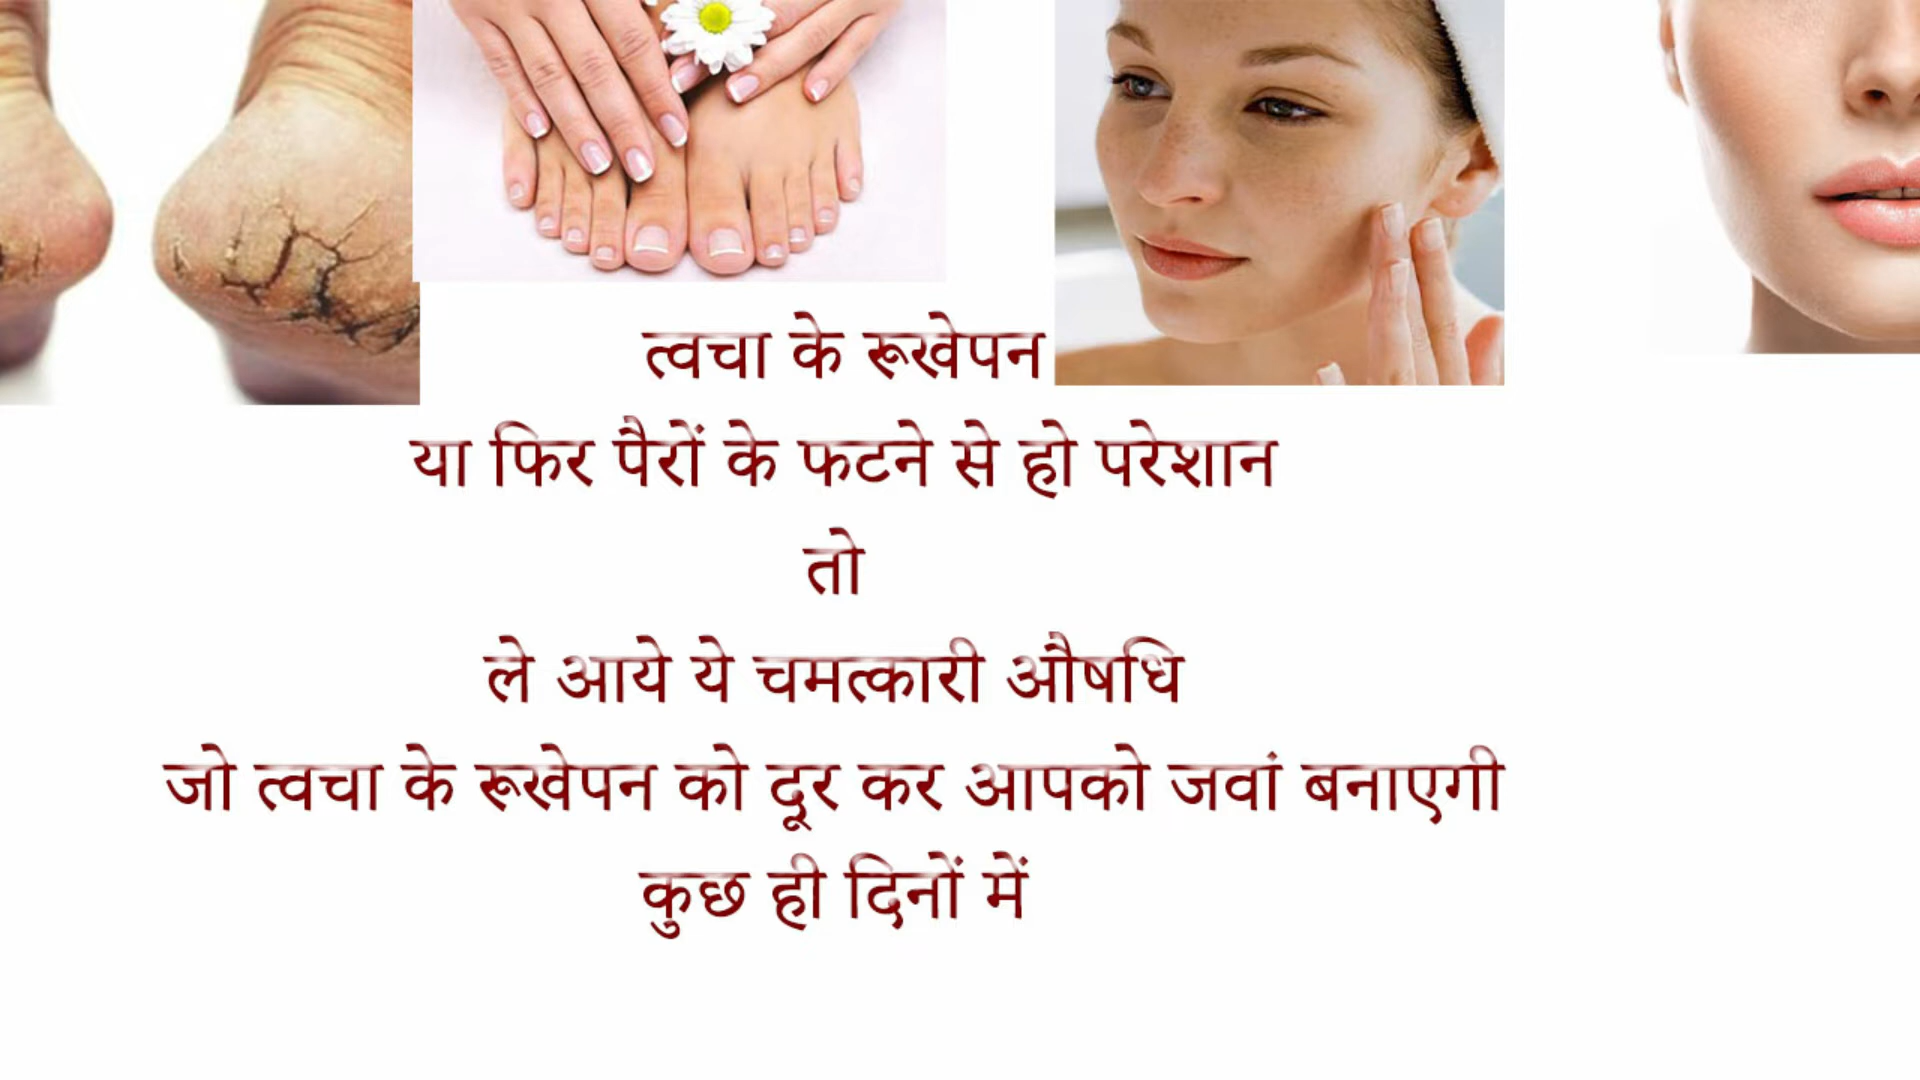 त्वचा के रूखेपन
या फिर पैरों के फटने से हो परेशान
तो
ले आये ये चमत्कारी औषधि
जो त्वचा के रूखेपन को दूर कर आपको जवां बनाएगी
कुछ ही दिनों में